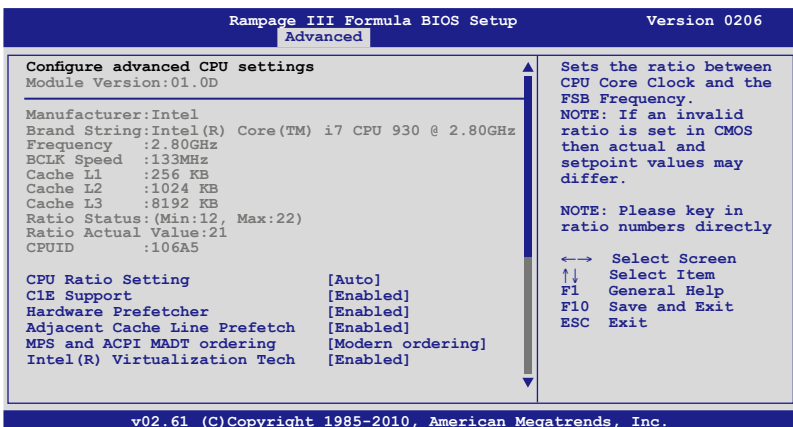 Rampage III Formula BIOS Setup Version 0206
Advanced
Configure advanced CPU settings
Module Version:01.0D
Manufacturer:Intel
Brand String:Intel(R) Core(TM) i7 CPU 930 @ 2.80GHz
Frequency :2.80GHz
BCLK Speed :133MHz
Cache L1 :256 KB
Cache L2 :1024 KB
Cache L3 :8192 KB
Ratio Status:(Min:12, Max:22)
Ratio Actual Value:21
CPUID :106A5
CPU Ratio Setting [Auto]
C1E Support [Enabled]
Hardware Prefetcher [Enabled]
Adjacent Cache Line Prefetch [Enabled]
MPS and ACPI MADT ordering [Modern ordering]
Intel(R) Virtualization Tech [Enabled]
Sets the ratio between
CPU Core Clock and the
FSB Frequency.
NOTE: If an invalid
ratio is set in CMOS
then actual and
setpoint values may
differ.
NOTE: Please key in
ratio numbers directly
←→ Select Screen
↑↓ Select Item
F1 General Help
F10 Save and Exit
ESC Exit
v02.61 (C)Copyright 1985-2010, American Megatrends, Inc.